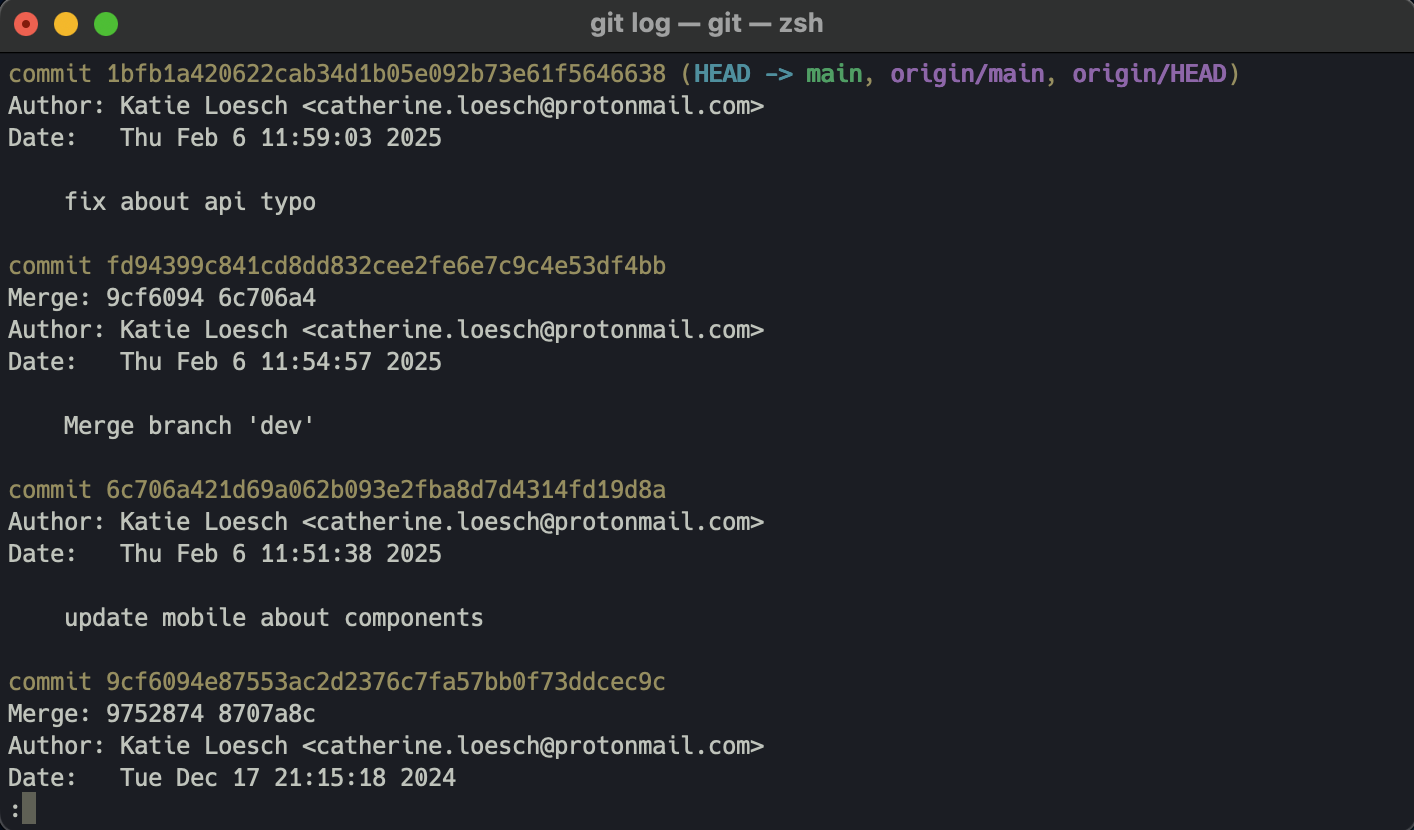 git log — git — zsh
commit 1bfb1a420622cab34d1b05e092b73e61f5646638 (HEAD -> main, origin/main, origin/HEAD)
Author: Katie Loesch <catherine.loesch@protonmail.com>
Date:   Thu Feb 6 11:59:03 2025
    fix about api typo
commit fd94399c841cd8dd832cee2fe6e7c9c4e53df4bb
Merge: 9cf6094 6c706a4
Author: Katie Loesch <catherine.loesch@protonmail.com>
Date:   Thu Feb 6 11:54:57 2025
    Merge branch 'dev'
commit 6c706a421d69a062b093e2fba8d7d4314fd19d8a
Author: Katie Loesch <catherine.loesch@protonmail.com>
Date:   Thu Feb 6 11:51:38 2025
    update mobile about components
commit 9cf6094e87553ac2d2376c7fa57bb0f73ddcec9c
Merge: 9752874 8707a8c
Author: Katie Loesch <catherine.loesch@protonmail.com>
Date:   Tue Dec 17 21:15:18 2024
: